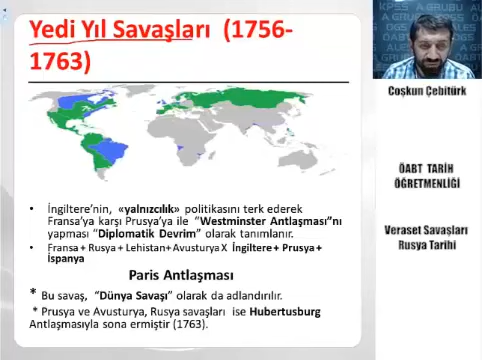 Yedi Yıl Savaşları (1756-
1763)
• İngiltere'nin, «yalnızcılık» politikasını terk ederek
Fransa'ya karşı Prusya'ya ile "Westminster Antlaşması"nı
yapması "Diplomatik Devrim" olarak tanımlanır.
• Fransa+ Rusya + Lehistan+ Avusturya X İngiltere + Prusya +
İspanya
Paris Antlaşması
* Bu savaş, "Dünya Savaşı" olarak da adlandırılır.
* Prusya ve Avusturya, Rusya savaşları ise Hubertusburg
Antlaşmasıyla sona ermiştir (1763).
KPSS A GRUBU
Coşkun Çebitürk
ÖABT TARİH
ÖĞRETMENLİĞİ
Veraset Savaşları
Rusya Tarihi